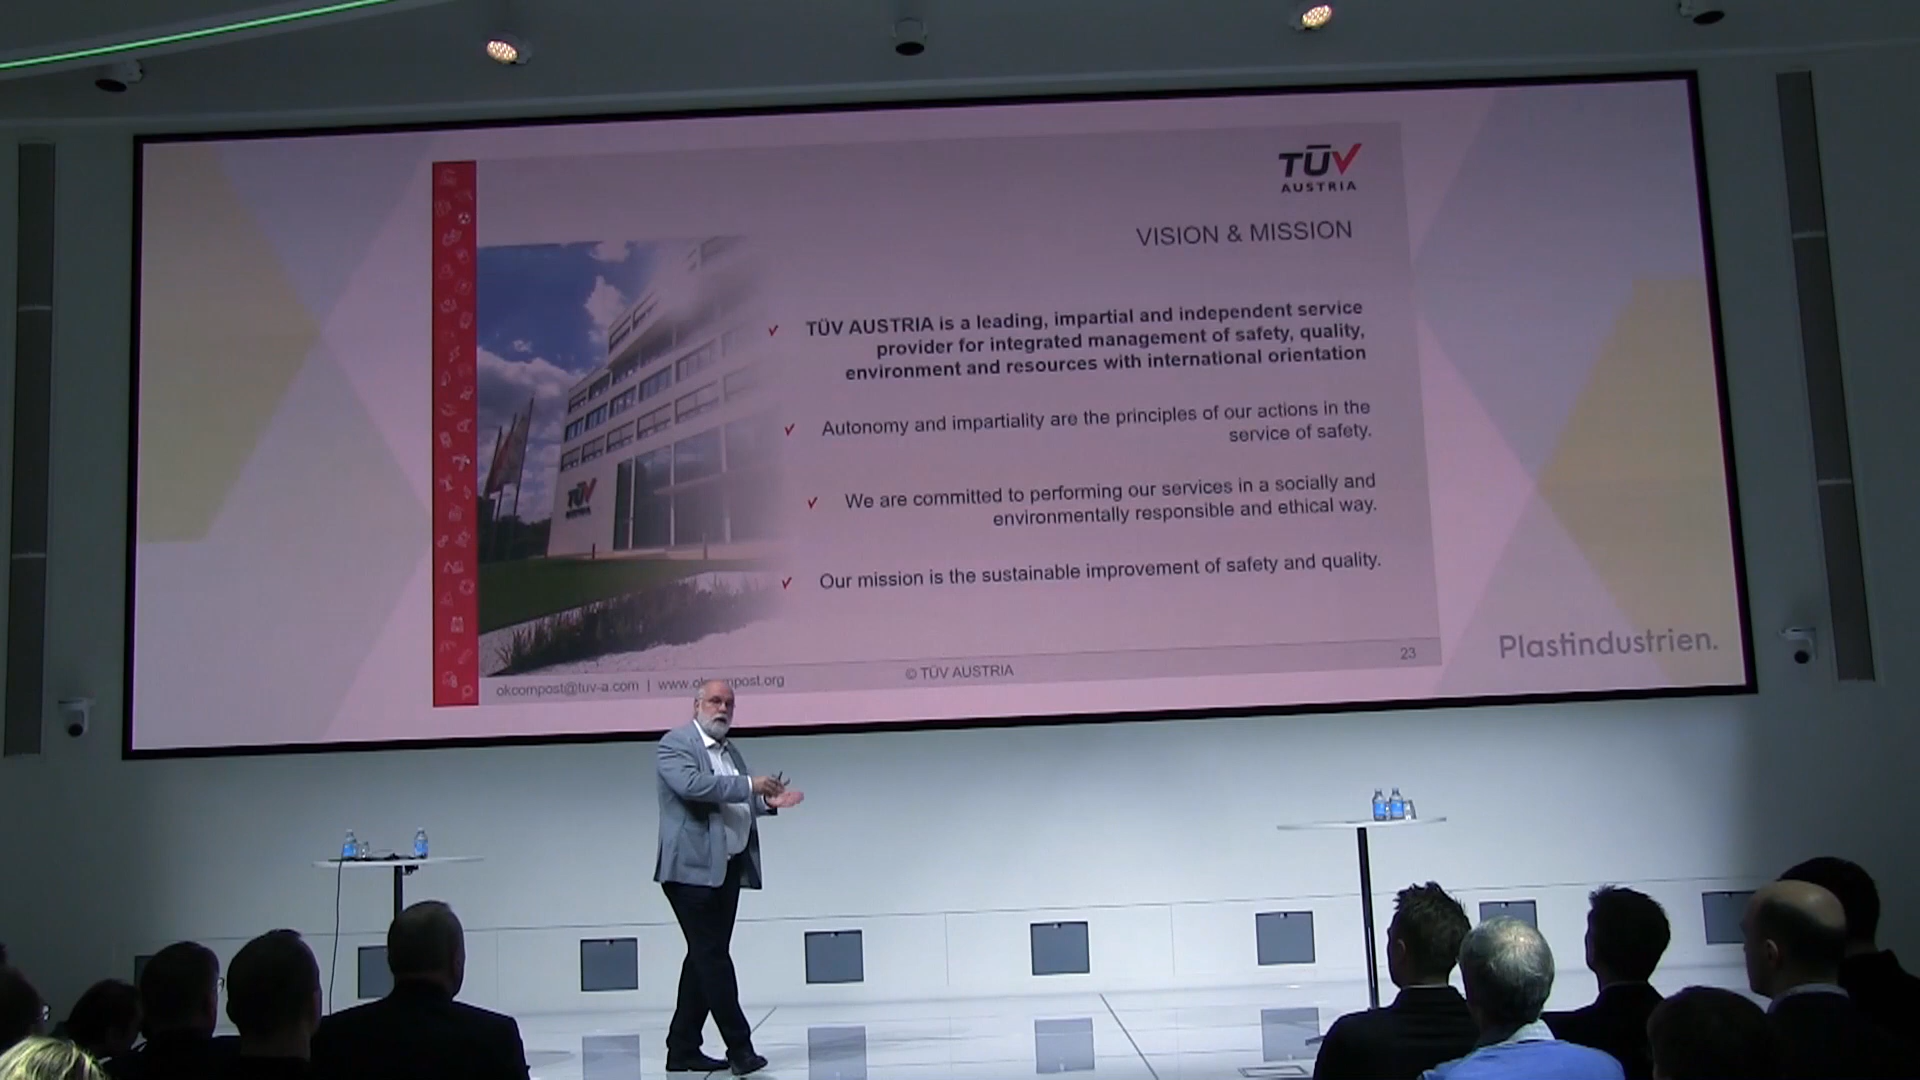 TÜV
AUSTRIA
VISION & MISSION
TÜV AUSTRIA is a leading, impartial and independent service
provider for integrated management of safety, quality,
environment and resources with international orientation
Autonomy and impartiality are the principles of our actions in the
service of safety.
We are committed to performing our services in a socially and
environmentally responsible and ethical way.
Our mission is the sustainable improvement of safety and quality.
TÜV
AUSTRIA
Plastindustrien.
okcompost@tuv-a.com | www.okcompost.org
© TÜV AUSTRIA
23